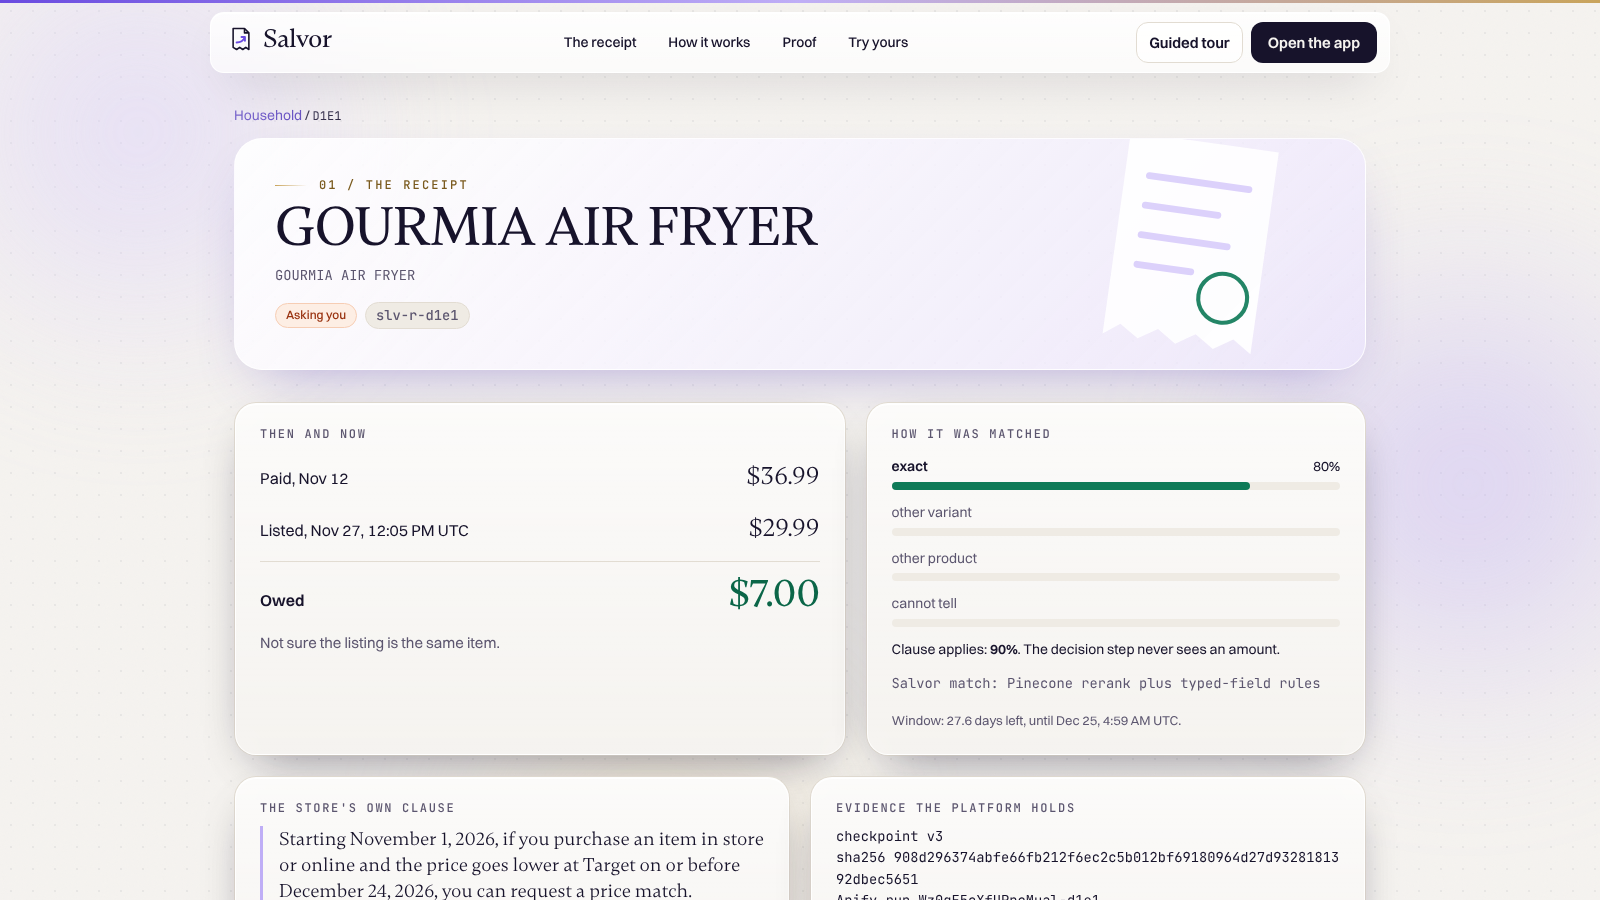 Salvor
The receipt
How it works
Proof
Try yours
Guided tour
Open the app
Household / D1E1
01 / THE RECEIPT
GOURMIA AIR FRYER
GOURMIA AIR FRYER
Asking you
slv-r-d1e1
THEN AND NOW
Paid, Nov 12 $36.99
Listed, Nov 27, 12:05 PM UTC $29.99
Owed $7.00
Not sure the listing is the same item.
HOW IT WAS MATCHED
exact 80%
other variant
other product
cannot tell
Clause applies: 90%. The decision step never sees an amount.
Salvor match: Pinecone rerank plus typed-field rules
Window: 27.6 days left, until Dec 25, 4:59 AM UTC.
THE STORE'S OWN CLAUSE
Starting November 1, 2026, if you purchase an item in store
or online and the price goes lower at Target on or before
December 24, 2026, you can request a price match.
EVIDENCE THE PLATFORM HOLDS
checkpoint v3
sha256 908d296374abfe66fb212f6ec2c5b012bf69180964d27d93281813
92dbec5651